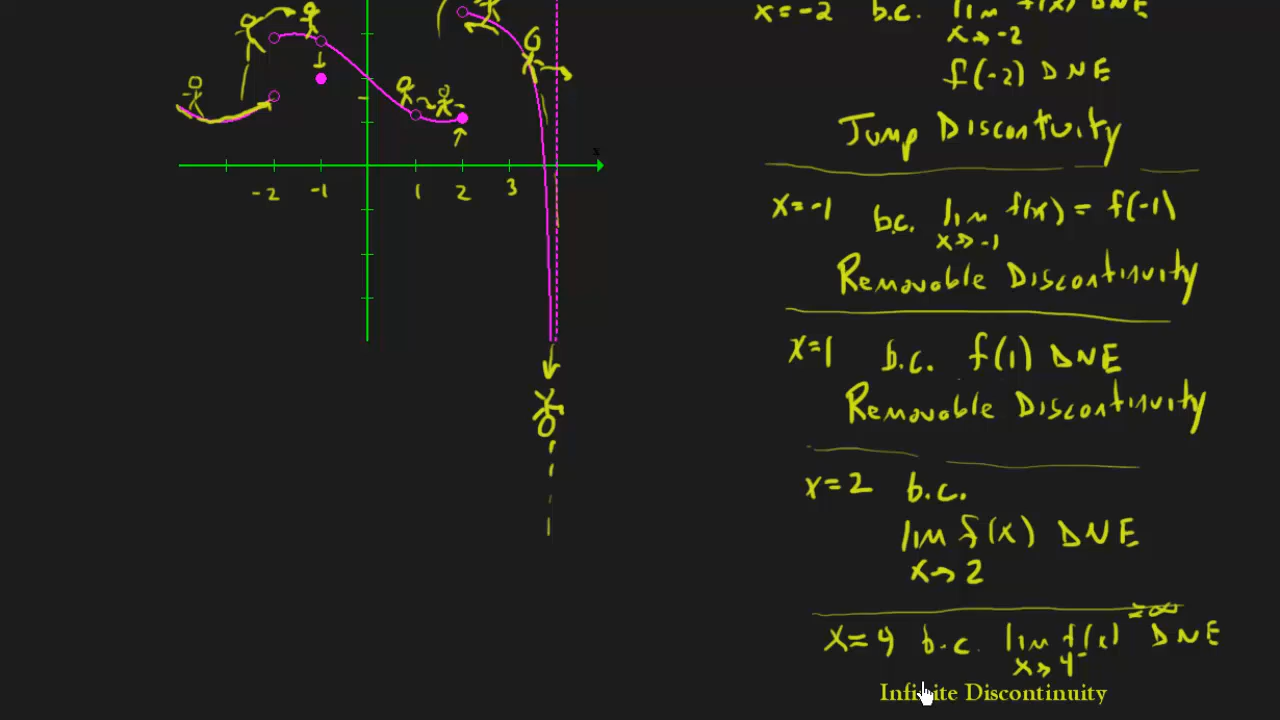 x=-2 b.c. lim f(x) DNE
x→-2
f(-2) DNE
Jump Discontuity
x
-2 -1 1 2 3
x=-1 b.c. lim f(x) = f(-1)
x→-1
Removable Discontinuity
x=1 b.c. f(1) DNE
Removable Discontinuity
x=2 b.c.
lim f(x) DNE
x→2
x=4 b.c. lim f(x) DNE
x→4⁻
Infinite Discontinuity